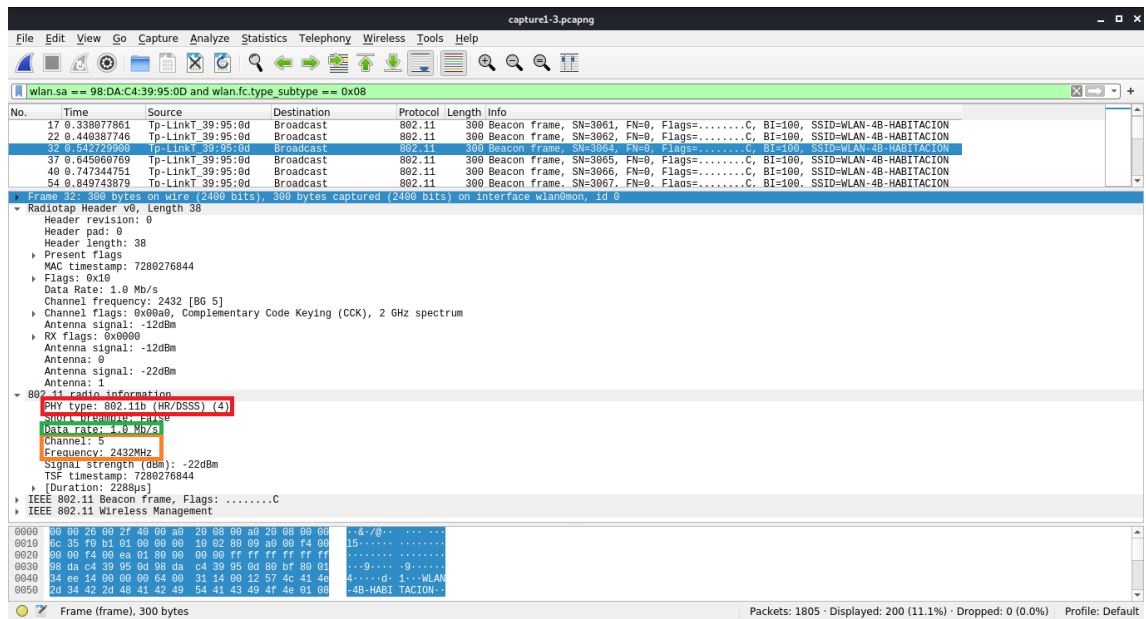 capture1-3.pcapng
File Edit View Go Capture Analyze Statistics Telephony Wireless Tools Help
wlan.sa == 98:DA:C4:39:95:0D and wlan.fc.type_subtype == 0x08
No. Time Source Destination Protocol Length Info
17 0.338077861 Tp-LinkT_39:95:0d Broadcast 802.11 300 Beacon frame, SN=3061, FN=0, Flags=........C, BI=100, SSID=WLAN-4B-HABITACION
22 0.440387746 Tp-LinkT_39:95:0d Broadcast 802.11 300 Beacon frame, SN=3062, FN=0, Flags=........C, BI=100, SSID=WLAN-4B-HABITACION
32 0.542729900 Tp-LinkT_39:95:0d Broadcast 802.11 300 Beacon frame, SN=3064, FN=0, Flags=........C, BI=100, SSID=WLAN-4B-HABITACION
37 0.645060769 Tp-LinkT_39:95:0d Broadcast 802.11 300 Beacon frame, SN=3065, FN=0, Flags=........C, BI=100, SSID=WLAN-4B-HABITACION
40 0.747344751 Tp-LinkT_39:95:0d Broadcast 802.11 300 Beacon frame, SN=3066, FN=0, Flags=........C, BI=100, SSID=WLAN-4B-HABITACION
54 0.849743879 Tp-LinkT_39:95:0d Broadcast 802.11 300 Beacon frame, SN=3067, FN=0, Flags=........C, BI=100, SSID=WLAN-4B-HABITACION
Frame 32: 300 bytes on wire (2400 bits), 300 bytes captured (2400 bits) on interface wlan0mon, id 0
Radiotap Header v0, Length 38
Header revision: 0
Header pad: 0
Header length: 38
Present flags
MAC timestamp: 7280276844
Flags: 0x10
Data Rate: 1.0 Mb/s
Channel frequency: 2432 [BG 5]
Channel flags: 0x00a0, Complementary Code Keying (CCK), 2 GHz spectrum
Antenna signal: -12dBm
RX flags: 0x0000
Antenna signal: -12dBm
Antenna: 0
Antenna signal: -22dBm
Antenna: 1
802.11 radio information
PHY type: 802.11b (HR/DSSS) (4)
Short preamble: False
Data rate: 1.0 Mb/s
Channel: 5
Frequency: 2432MHz
Signal strength (dBm): -22dBm
TSF timestamp: 7280276844
[Duration: 2288µs]
IEEE 802.11 Beacon frame, Flags: ........C
IEEE 802.11 Wireless Management
0000 00 00 26 00 2f 40 00 a0 20 08 00 a0 20 08 00 00 ··&·/@·· ··· ···
0010 6c 35 f0 b1 01 00 00 00 10 02 80 09 a0 00 f4 00 l5······ ········
0020 00 00 f4 00 ea 01 80 00 00 00 ff ff ff ff ff ff ········ ········
0030 98 da c4 39 95 0d 98 da c4 39 95 0d 80 bf 80 01 ···9···· ·9······
0040 34 ee 14 00 00 00 64 00 31 14 00 12 57 4c 41 4e 4·····d· 1···WLAN
0050 2d 34 42 2d 48 41 42 49 54 41 43 49 4f 4e 01 08 -4B-HABI TACION··
Frame (frame), 300 bytes
Packets: 1805 · Displayed: 200 (11.1%) · Dropped: 0 (0.0%)
Profile: Default